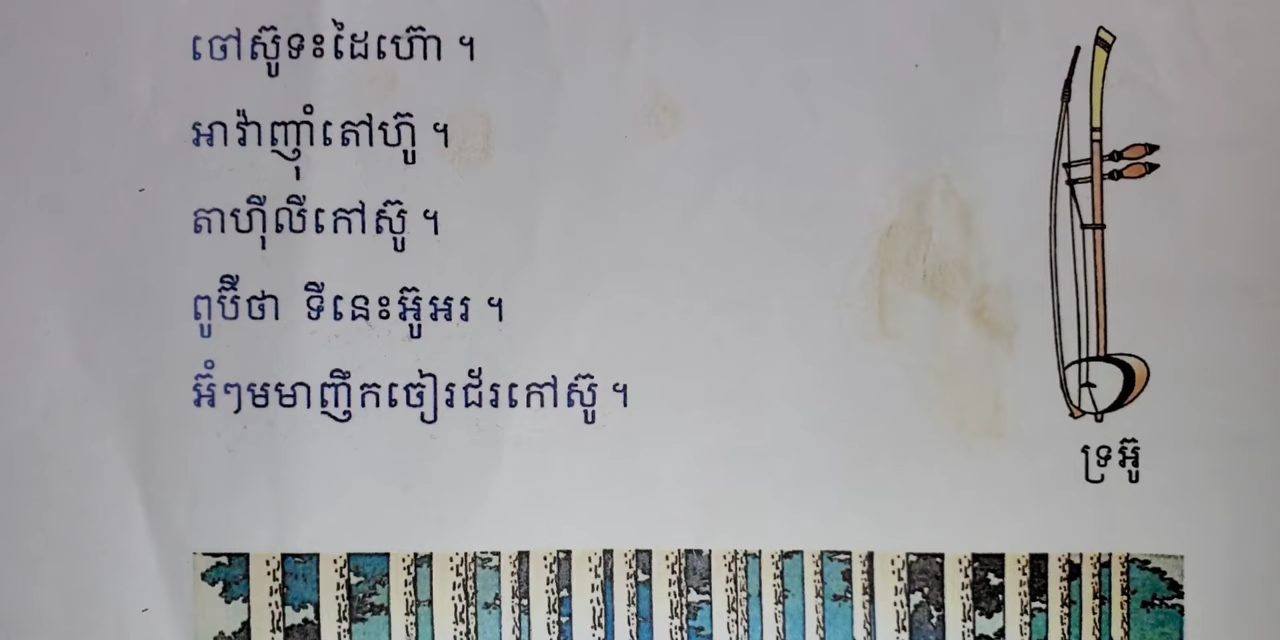 ចៅស៊ូទះដៃហ៊ោ ។
អាវ៉ាញ៉ាំតៅហ៊ូ ។
តាហ៊ីលីកៅស៊ូ ។
ពូប៊ីថា ទីនេះអ៊ូអរ ។
អ៊ំៗមមាញឹកចៀរជ័រកៅស៊ូ ។
ទ្រអ៊ូ